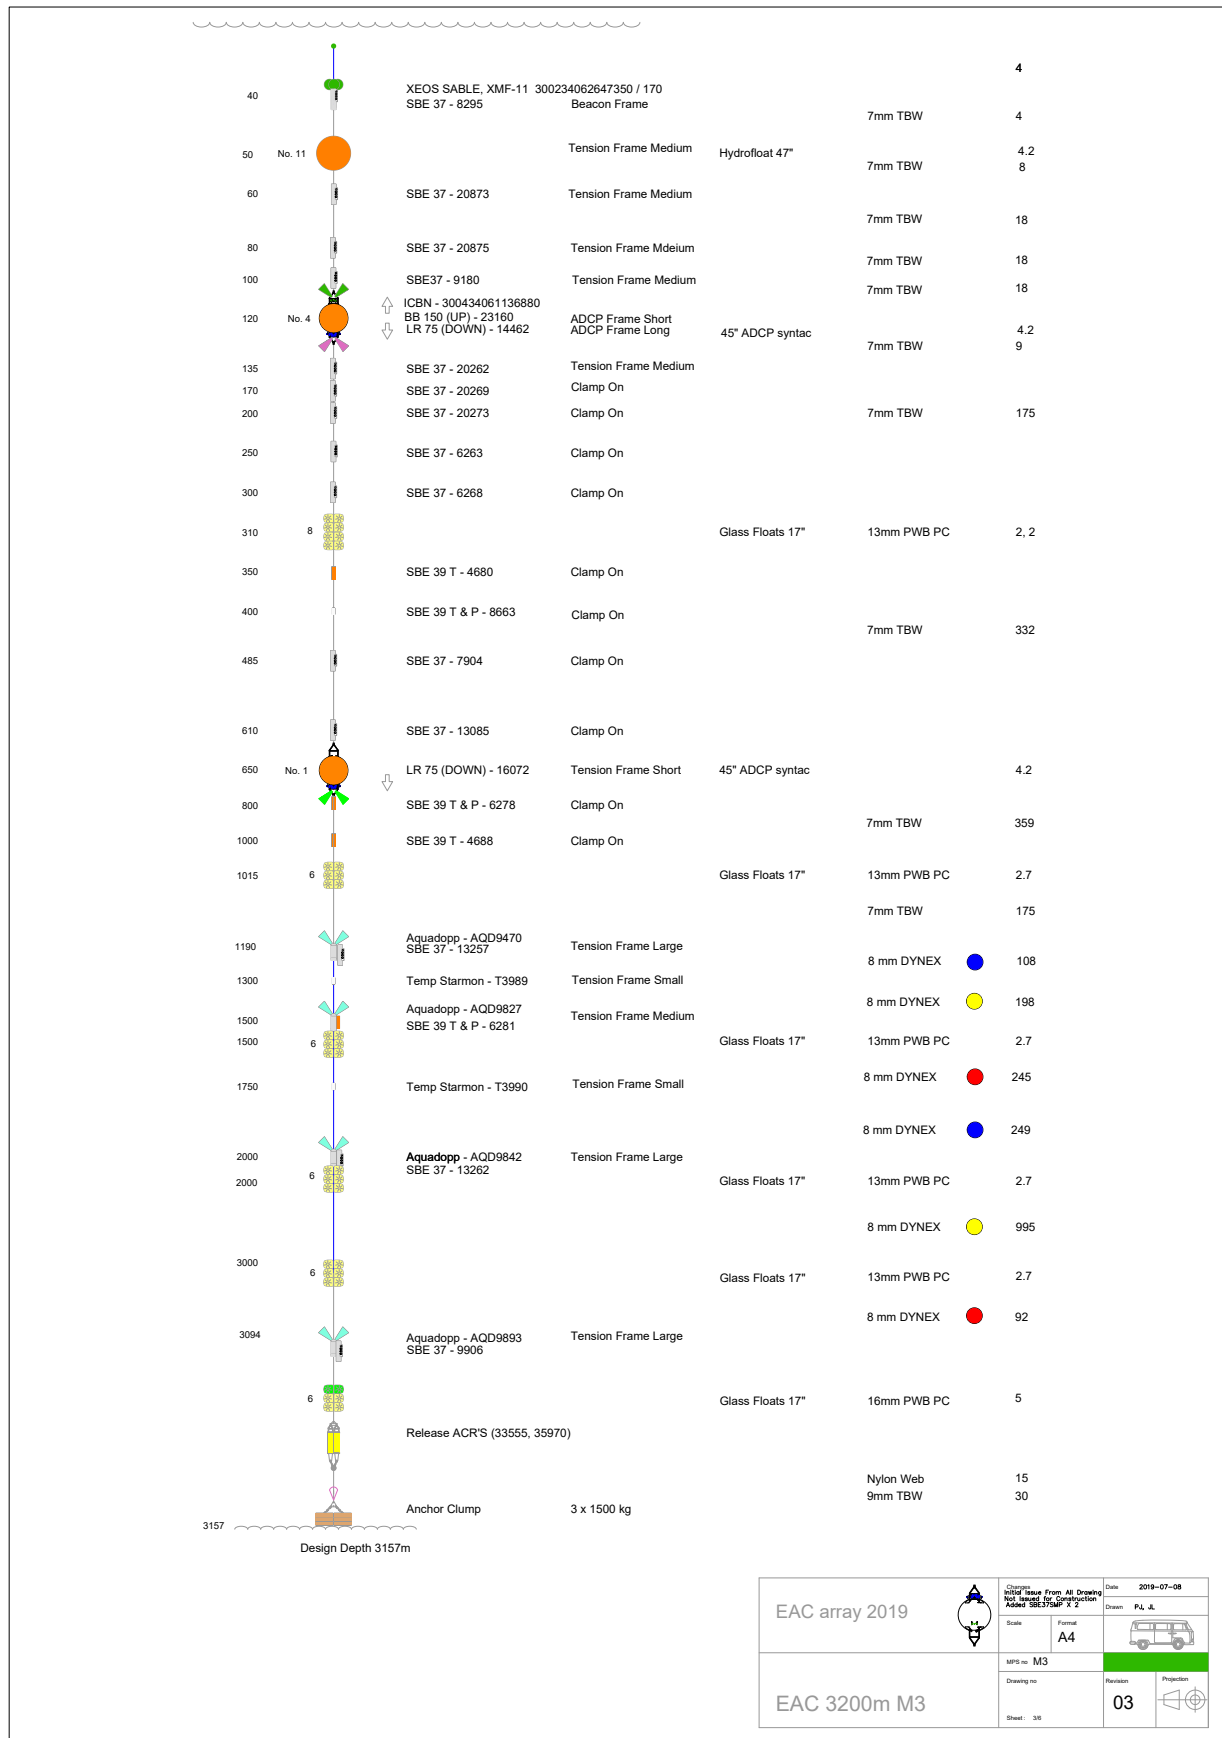 4
40 XEOS SABLE, XMF-11 300234062647350 / 170
SBE 37 - 8295 Beacon Frame
7mm TBW 4
50 No. 11 Tension Frame Medium Hydrofloat 47" 4.2
7mm TBW 8
60 SBE 37 - 20873 Tension Frame Medium
7mm TBW 18
80 SBE 37 - 20875 Tension Frame Mdeium
7mm TBW 18
100 SBE37 - 9180 Tension Frame Medium
7mm TBW 18
ICBN - 300434061136880
120 No. 4 BB 150 (UP) - 23160 ADCP Frame Short
LR 75 (DOWN) - 14462 ADCP Frame Long 45" ADCP syntac 4.2
7mm TBW 9
135 SBE 37 - 20262 Tension Frame Medium
170 SBE 37 - 20269 Clamp On
200 SBE 37 - 20273 Clamp On 7mm TBW 175
250 SBE 37 - 6263 Clamp On
300 SBE 37 - 6268 Clamp On
310 8 Glass Floats 17" 13mm PWB PC 2, 2
350 SBE 39 T - 4680 Clamp On
400 SBE 39 T & P - 8663 Clamp On
7mm TBW 332
485 SBE 37 - 7904 Clamp On
610 SBE 37 - 13085 Clamp On
650 No. 1 LR 75 (DOWN) - 16072 Tension Frame Short 45" ADCP syntac 4.2
800 SBE 39 T & P - 6278 Clamp On
7mm TBW 359
1000 SBE 39 T - 4688 Clamp On
1015 6 Glass Floats 17" 13mm PWB PC 2.7
7mm TBW 175
Aquadopp - AQD9470
1190 SBE 37 - 13257 Tension Frame Large
8 mm DYNEX 108
1300 Temp Starmon - T3989 Tension Frame Small
8 mm DYNEX 198
Aquadopp - AQD9827
1500 SBE 39 T & P - 6281 Tension Frame Medium
1500 6 Glass Floats 17" 13mm PWB PC 2.7
8 mm DYNEX 245
1750 Temp Starmon - T3990 Tension Frame Small
8 mm DYNEX 249
2000 Aquadopp - AQD9842 Tension Frame Large
SBE 37 - 13262
2000 6 Glass Floats 17" 13mm PWB PC 2.7
8 mm DYNEX 995
3000
6 Glass Floats 17" 13mm PWB PC 2.7
8 mm DYNEX 92
3094 Aquadopp - AQD9893 Tension Frame Large
SBE 37 - 9906
6 Glass Floats 17" 16mm PWB PC 5
Release ACR'S (33555, 35970)
Nylon Web 15
9mm TBW 30
Anchor Clump 3 x 1500 kg
3157
Design Depth 3157m
EAC array 2019
EAC 3200m M3
Changes
Initial Issue From All Drawing
Not Issued for Construction
Added SBE37SMP X 2
Date 2019-07-08
Drawn PJ, JL
Scale
Format
A4
MPS no M3
Drawing no
Sheet : 3/6
Revision
03
Projection